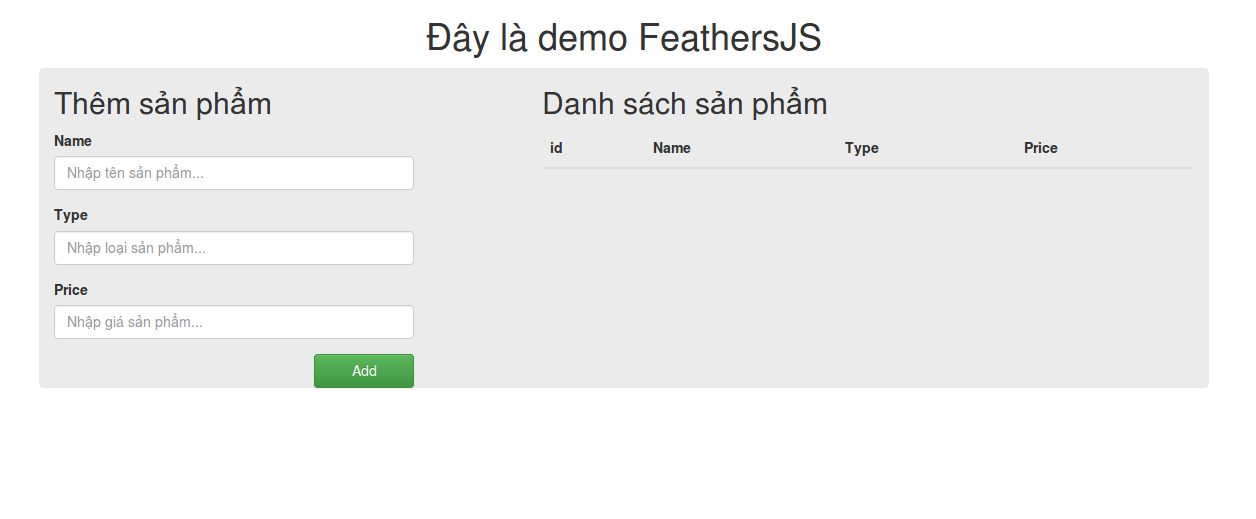 Đây là demo FeathersJS
Thêm sản phẩm
Name
Nhập tên sản phẩm...
Type
Nhập loại sản phẩm...
Price
Nhập giá sản phẩm...
Add
Danh sách sản phẩm
id Name Type Price